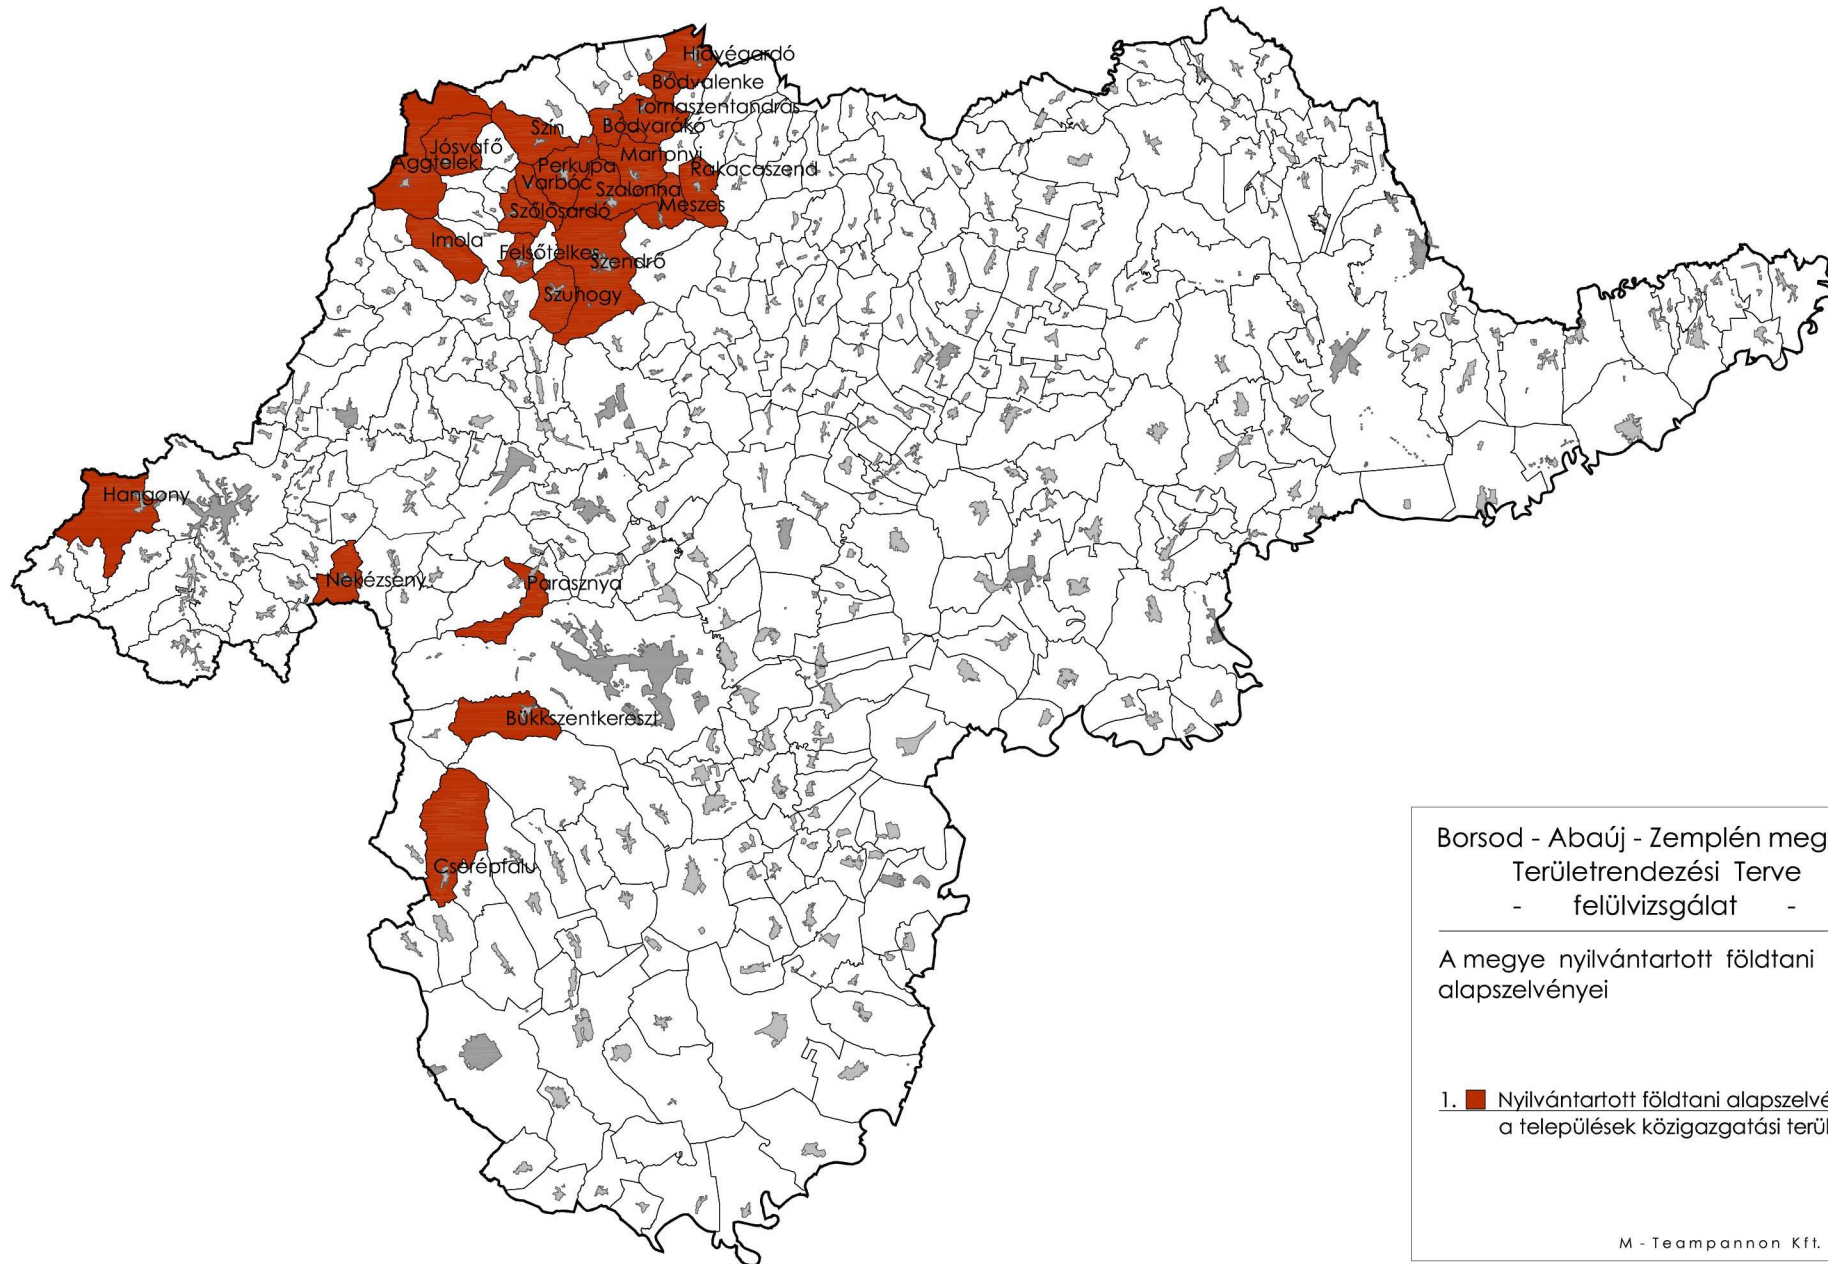 Hidvégardó
Bódvalenke
Tornaszentandrás
Szin
Bódvarákó
Jósvafő
Martonyi
Aggtelek
Perkupa
Rakacaszend
Varbóc
Szalonna
Meszes
Szőlősardó
Imola
Felsőtelkes
Szendrő
Szuhogy
Hangony
Nekézseny
Parasznya
Bükkszentkereszt
Cserépfalu
Borsod - Abaúj - Zemplén meg
Területrendezési Terve
- felülvizsgálat -
A megye nyilvántartott földtani
alapszelvényei
1. Nyilvántartott földtani alapszelvé
a települések közigazgatási terül
M - Teampannon Kft.